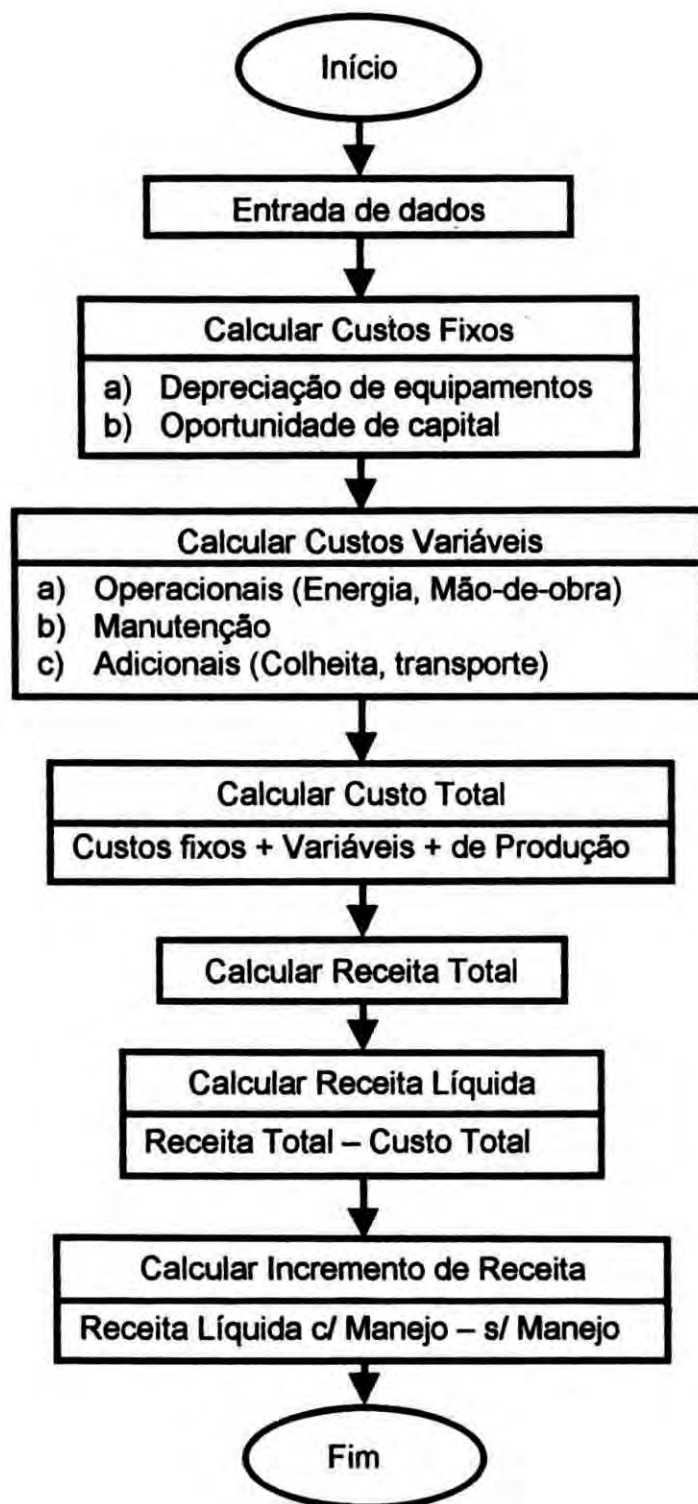 Início
Entrada de dados
Calcular Custos Fixos
a) Depreciação de equipamentos
b) Oportunidade de capital
Calcular Custos Variáveis
a) Operacionais (Energia, Mão-de-obra)
b) Manutenção
c) Adicionais (Colheita, transporte)
Calcular Custo Total
Custos fixos + Variáveis + de Produção
Calcular Receita Total
Calcular Receita Líquida
Receita Total – Custo Total
Calcular Incremento de Receita
Receita Líquida c/ Manejo – s/ Manejo
Fim